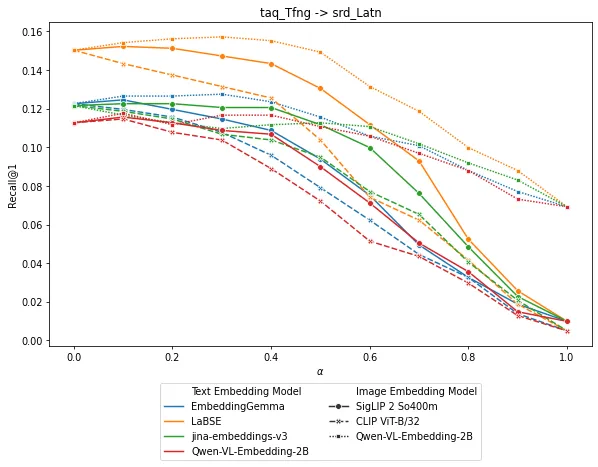 taq_Tfng -> srd_Latn
Recall@1
0.16
0.14
0.12
0.10
0.08
0.06
0.04
0.02
0.00
0.0
0.2
0.4
0.6
0.8
1.0
α
Text Embedding Model
EmbeddingGemma
LaBSE
jina-embeddings-v3
Qwen-VL-Embedding-2B
Image Embedding Model
SigLIP 2 So400m
CLIP ViT-B/32
Qwen-VL-Embedding-2B